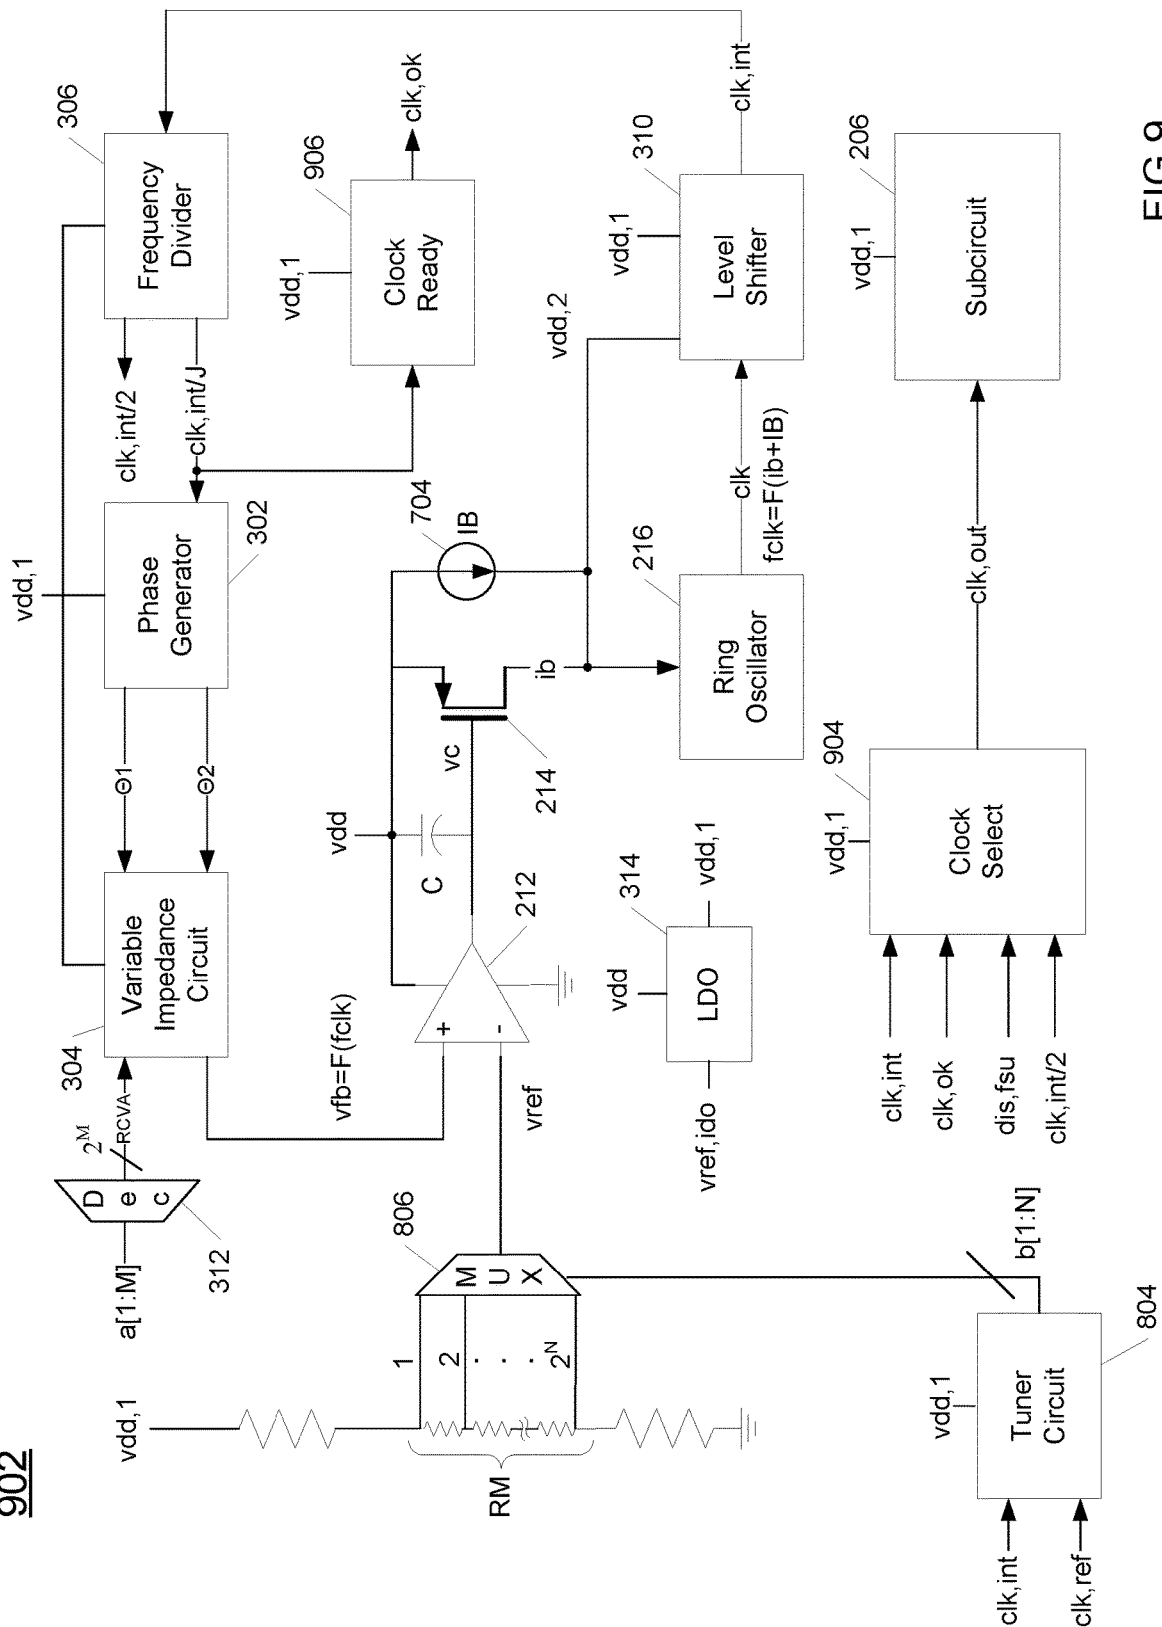 902
vdd,1
306
Frequency
Divider
clk,int/2
clk,int/J
Phase
Generator
302
Θ1
Θ2
Variable
Impedance
Circuit
304
2^M
RCVA
D
e
c
312
a[1:M]
906
vdd,1
Clock
Ready
clk,ok
clk,int
704
IB
vdd
C
vc
214
ib
212
+
-
vfb=F(fclk)
vref
806
M
U
X
1
2
. . .
2^N
vdd,1
RM
vdd,2
310
vdd,1
Level
Shifter
clk
fclk=F(ib+IB)
216
Ring
Oscillator
314
vdd
LDO
vdd,1
vref,ido
206
vdd,1
Subcircuit
clk,out
904
vdd,1
Clock
Select
clk,int
clk,ok
dis,fsu
clk,int/2
b[1:N]
804
vdd,1
Tuner
Circuit
clk,int
clk,ref
FIG 9